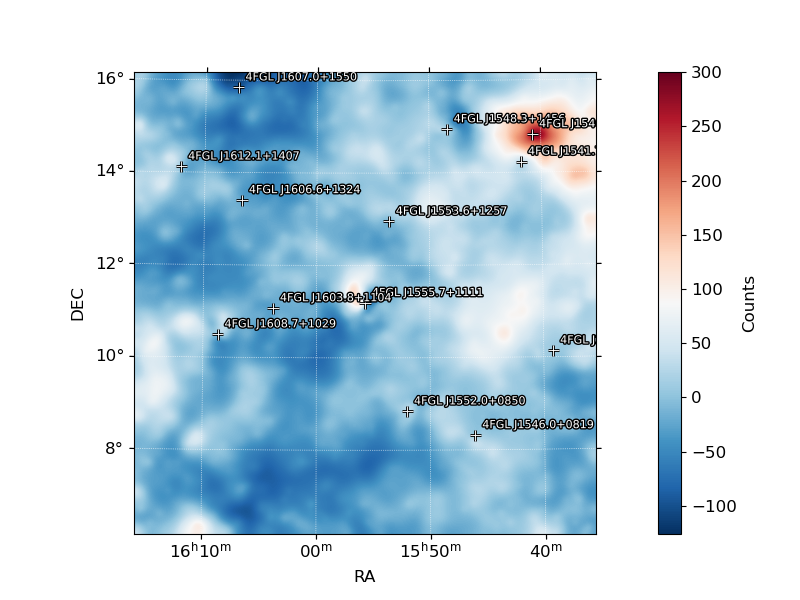 16°
14°
12°
10°
8°
DEC
4FGL J1607.0+1550
4FGL J1548.3+1456
4FGL J154
4FGL J1541.
4FGL J1612.1+1407
4FGL J1606.6+1324
4FGL J1553.6+1257
4FGL J1603.8+1104
4FGL J1555.7+1111
4FGL J1608.7+1029
4FGL J
4FGL J1552.0+0850
4FGL J1546.0+0819
16h10m
00m
15h50m
40m
RA
300
250
200
150
100
50
0
−50
−100
Counts